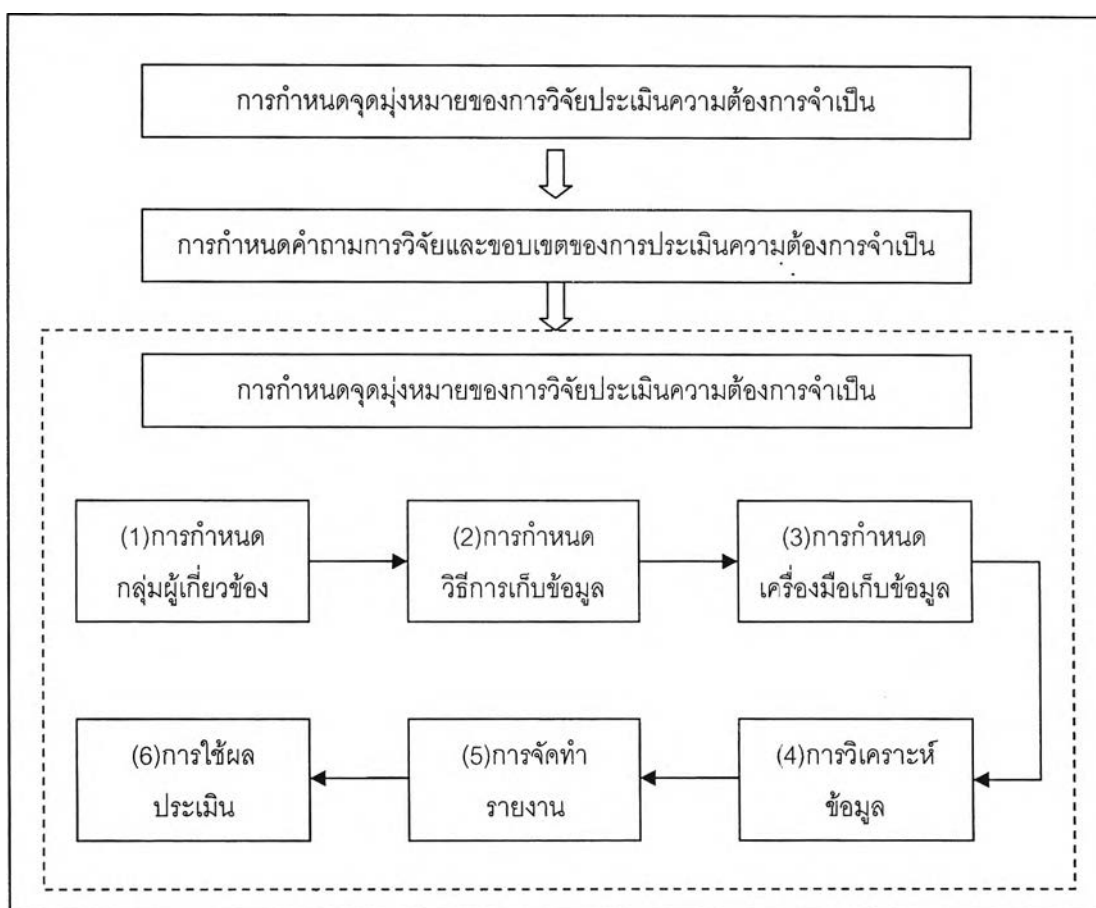 การกำหนดจุดมุ่งหมายของการวิจัยประเมินความต้องการจำเป็น
การกำหนดคำถามการวิจัยและขอบเขตของการประเมินความต้องการจำเป็น
การกำหนดจุดมุ่งหมายของการวิจัยประเมินความต้องการจำเป็น
(1)การกำหนด
กลุ่มผู้เกี่ยวข้อง
(2)การกำหนด
วิธีการเก็บข้อมูล
(3)การกำหนด
เครื่องมือเก็บข้อมูล
(4)การวิเคราะห์
ข้อมูล
(5)การจัดทำ
รายงาน
(6)การใช้ผล
ประเมิน